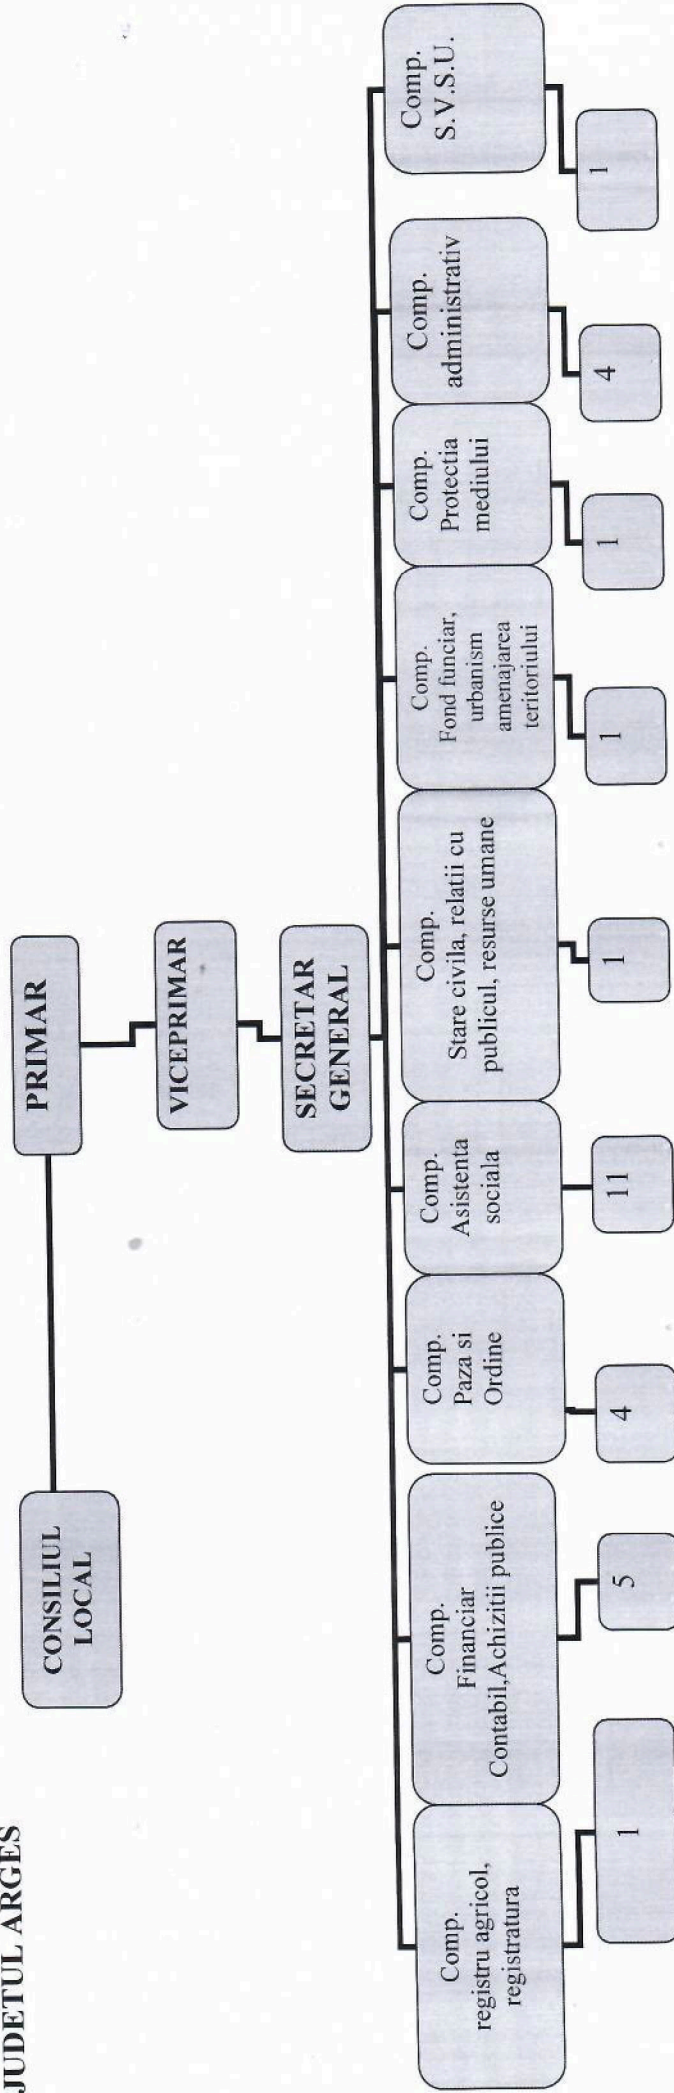 JUDETUL ARGES
CONSILIUL
LOCAL
PRIMAR
VICEPRIMAR
SECRETAR
GENERAL
Comp.
registru agricol,
registratura
Comp.
Financiar
Contabil,Achizitii publice
Comp.
Paza si
Ordine
Comp.
Asistenta
sociala
Comp.
Stare civila, relatii cu
publicul, resurse umane
Comp.
Fond funciar,
urbanism
amenajarea
teritoriului
Comp.
Protectia
mediului
Comp.
administrativ
Comp.
S.V.S.U.
1
5
4
11
1
1
1
4
1